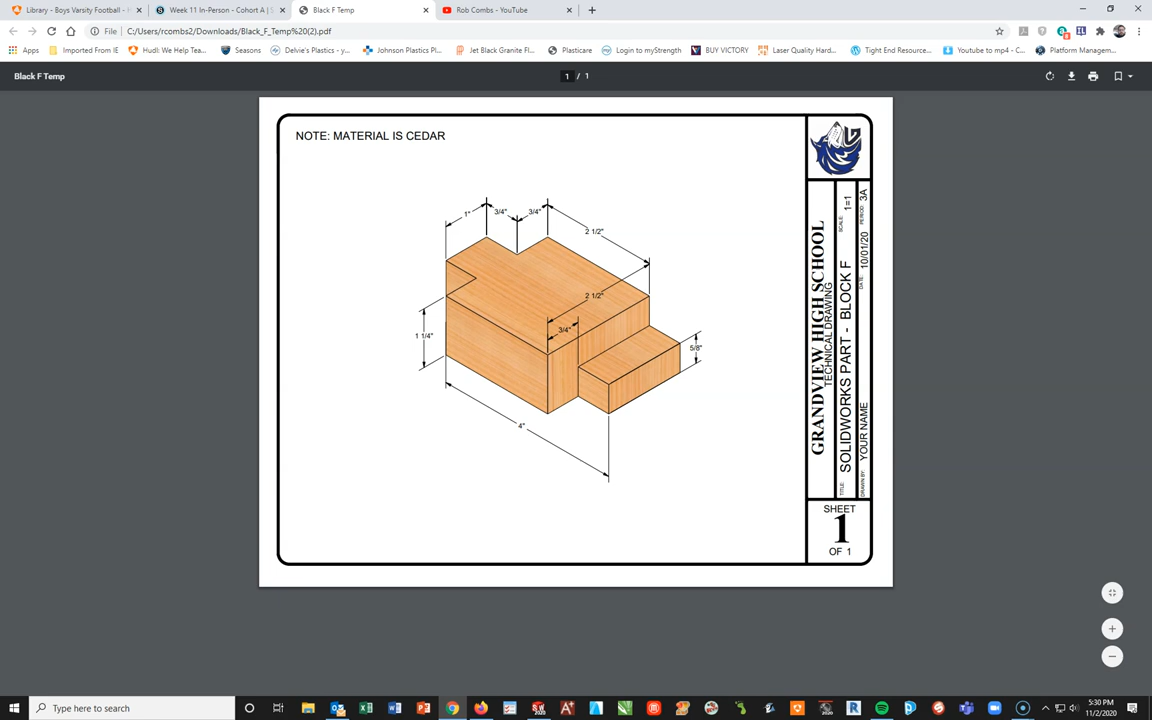 Library - Boys Varsity Football - H
Week 11 In-Person - Cohort A | S
Black F Temp
Rob Combs - YouTube
File | C:/Users/rcombs2/Downloads/Black_F_Temp%20(2).pdf
Apps
Imported From IE
Hudl: We Help Tea...
Seasons
Delvie's Plastics - y...
Johnson Plastics Pl...
Jet Black Granite Fl...
Plasticare
Login to myStrength
BUY VICTORY
Laser Quality Hard...
Tight End Resource...
Youtube to mp4 - C...
Platform Managem...
Black F Temp
1 / 1
NOTE: MATERIAL IS CEDAR
1"
3/4"
3/4"
2 1/2"
2 1/2"
3/4"
1 1/4"
5/8"
4"
GRANDVIEW HIGH SCHOOL
TECHNICAL DRAWING
TITLE: SOLIDWORKS PART - BLOCK F
SCALE: 1=1
DRAWN BY: YOUR NAME
DATE: 10/01/20
PERIOD: 3A
SHEET
1
OF 1
Type here to search
5:30 PM
11/2/2020